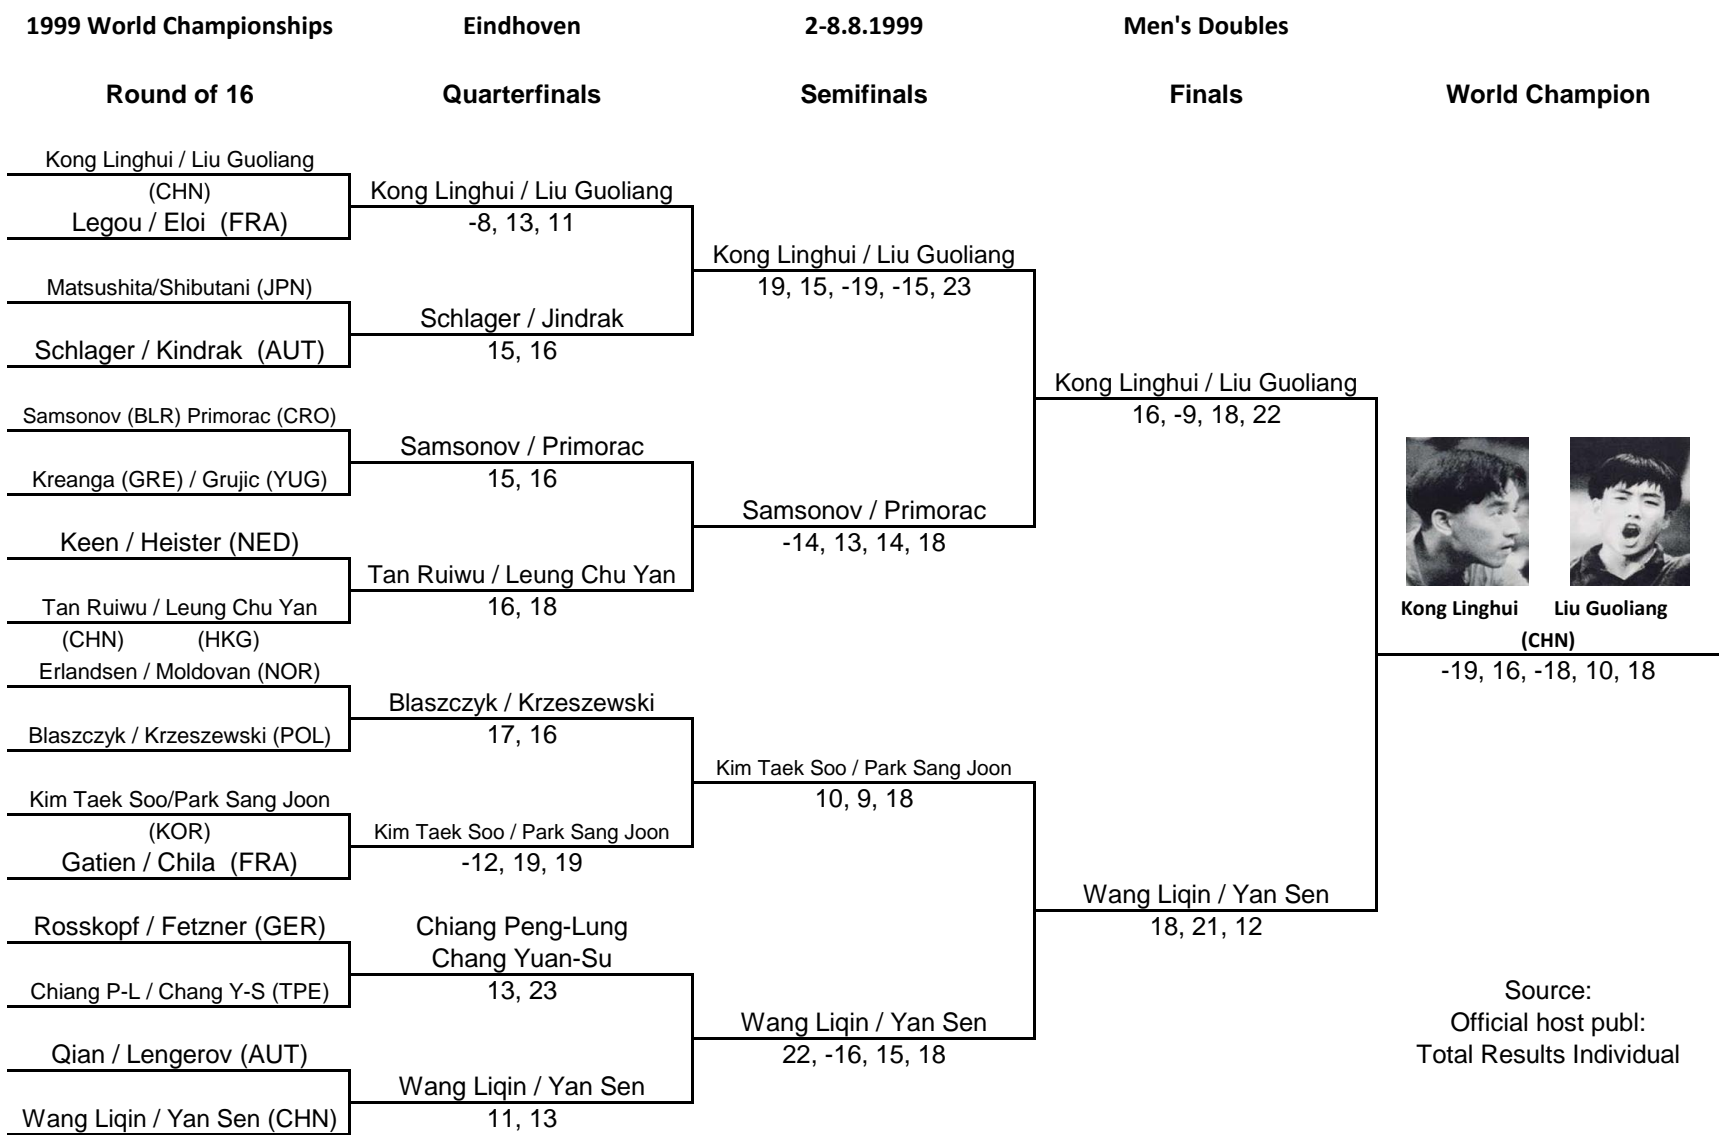 1999 World Championships Eindhoven 2-8.8.1999 Men's Doubles
Round of 16 Quarterfinals Semifinals Finals World Champion
Kong Linghui / Liu Guoliang
(CHN)
Legou / Eloi (FRA)
Matsushita/Shibutani (JPN)
Schlager / Kindrak (AUT)
Samsonov (BLR) Primorac (CRO)
Kreanga (GRE) / Grujic (YUG)
Keen / Heister (NED)
Tan Ruiwu / Leung Chu Yan
(CHN) (HKG)
Erlandsen / Moldovan (NOR)
Blaszczyk / Krzeszewski (POL)
Kim Taek Soo/Park Sang Joon
(KOR)
Gatien / Chila (FRA)
Rosskopf / Fetzner (GER)
Chiang P-L / Chang Y-S (TPE)
Qian / Lengerov (AUT)
Wang Liqin / Yan Sen (CHN)
Kong Linghui / Liu Guoliang
-8, 13, 11
Schlager / Jindrak
15, 16
Samsonov / Primorac
15, 16
Tan Ruiwu / Leung Chu Yan
16, 18
Blaszczyk / Krzeszewski
17, 16
Kim Taek Soo / Park Sang Joon
-12, 19, 19
Chiang Peng-Lung
Chang Yuan-Su
13, 23
Wang Liqin / Yan Sen
11, 13
Kong Linghui / Liu Guoliang
19, 15, -19, -15, 23
Samsonov / Primorac
-14, 13, 14, 18
Kim Taek Soo / Park Sang Joon
10, 9, 18
Wang Liqin / Yan Sen
22, -16, 15, 18
Kong Linghui / Liu Guoliang
16, -9, 18, 22
Wang Liqin / Yan Sen
18, 21, 12
Kong Linghui Liu Guoliang
(CHN)
-19, 16, -18, 10, 18
Source:
Official host publ:
Total Results Individual